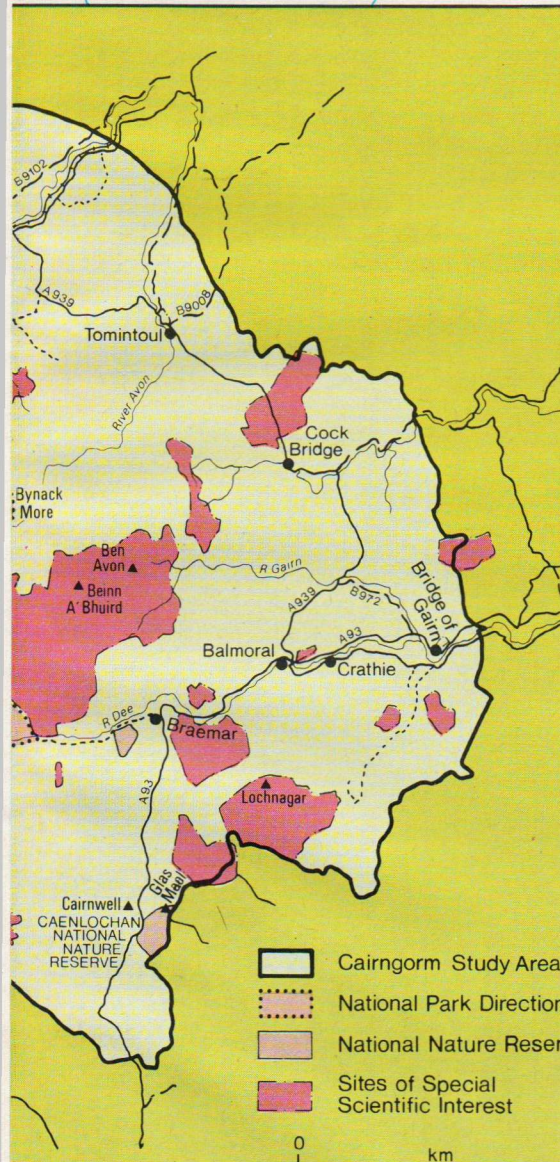 B9102
A939
B9008
Tomintoul
River Avon
Cock
Bridge
Bynack
More
Ben
Avon
Beinn
A'Bhuird
R Gairn
A939
B972
Bridge of
Gairn
A93
Balmoral
Crathie
R Dee
Braemar
A93
Lochnagar
Glas
Maol
Cairnwell
CAENLOCHAN
NATIONAL
NATURE
RESERVE
Cairngorm Study Area
National Park Direction
National Nature Reser
Sites of Special
Scientific Interest
0
km